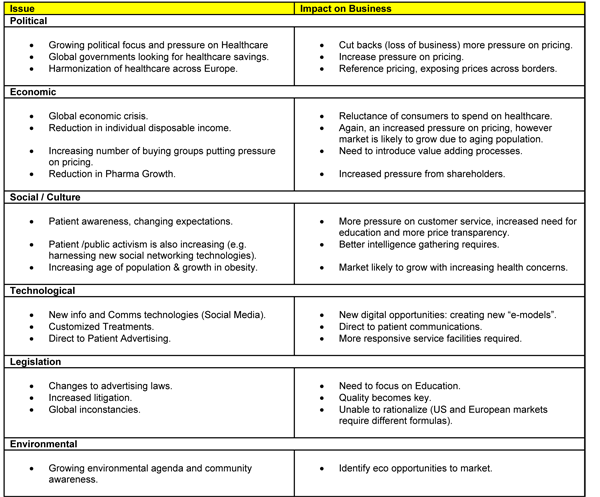 Issue
Impact on Business
Political
• Growing political focus and pressure on Healthcare
• Global governments looking for healthcare savings.
• Harmonization of healthcare across Europe.
• Cut backs (loss of business) more pressure on pricing.
• Increase pressure on pricing.
• Reference pricing, exposing prices across borders.
Economic
• Global economic crisis.
• Reduction in individual disposable income.
• Increasing number of buying groups putting pressure
on pricing.
• Reduction in Pharma Growth.
• Reluctance of consumers to spend on healthcare.
• Again, an increased pressure on pricing, however
market is likely to grow due to aging population.
• Need to introduce value adding processes.
• Increased pressure from shareholders.
Social / Culture
• Patient awareness, changing expectations.
• Patient /public activism is also increasing (e.g.
harnessing new social networking technologies).
• Increasing age of population & growth in obesity.
• More pressure on customer service, increased need for
education and more price transparency.
• Better intelligence gathering requires.
• Market likely to grow with increasing health concerns.
Technological
• New info and Comms technologies (Social Media).
• Customized Treatments.
• Direct to Patient Advertising.
• New digital opportunities: creating new “e-models”.
• Direct to patient communications.
• More responsive service facilities required.
Legislation
• Changes to advertising laws.
• Increased litigation.
• Global inconstancies.
• Need to focus on Education.
• Quality becomes key.
• Unable to rationalize (US and European markets
require different formulas).
Environmental
• Growing environmental agenda and community
awareness.
• Identify eco opportunities to market.